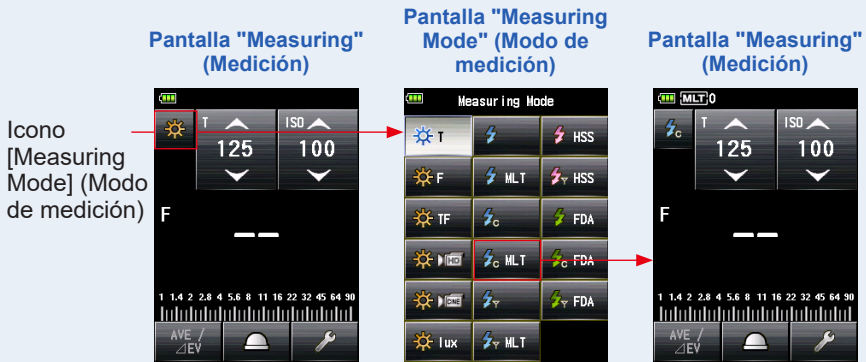 Pantalla "Measuring"
(Medición)
Pantalla "Measuring
Mode" (Modo de
medición)
Pantalla "Measuring"
(Medición)
Icono
[Measuring
Mode] (Modo
de medición)
T
125
ISO
100
F
1 1.4 2 2.8 4 5.6 8 11 16 22 32 45 64 90
AVE /
⊿EV
Measuring Mode
T
HSS
F
MLT
HSS
TF
C
FDA
HD
C MLT
C FDA
CINE
FDA
lux
MLT
MLT 0
C
T
125
ISO
100
F
1 1.4 2 2.8 4 5.6 8 11 16 22 32 45 64 90
AVE /
⊿EV